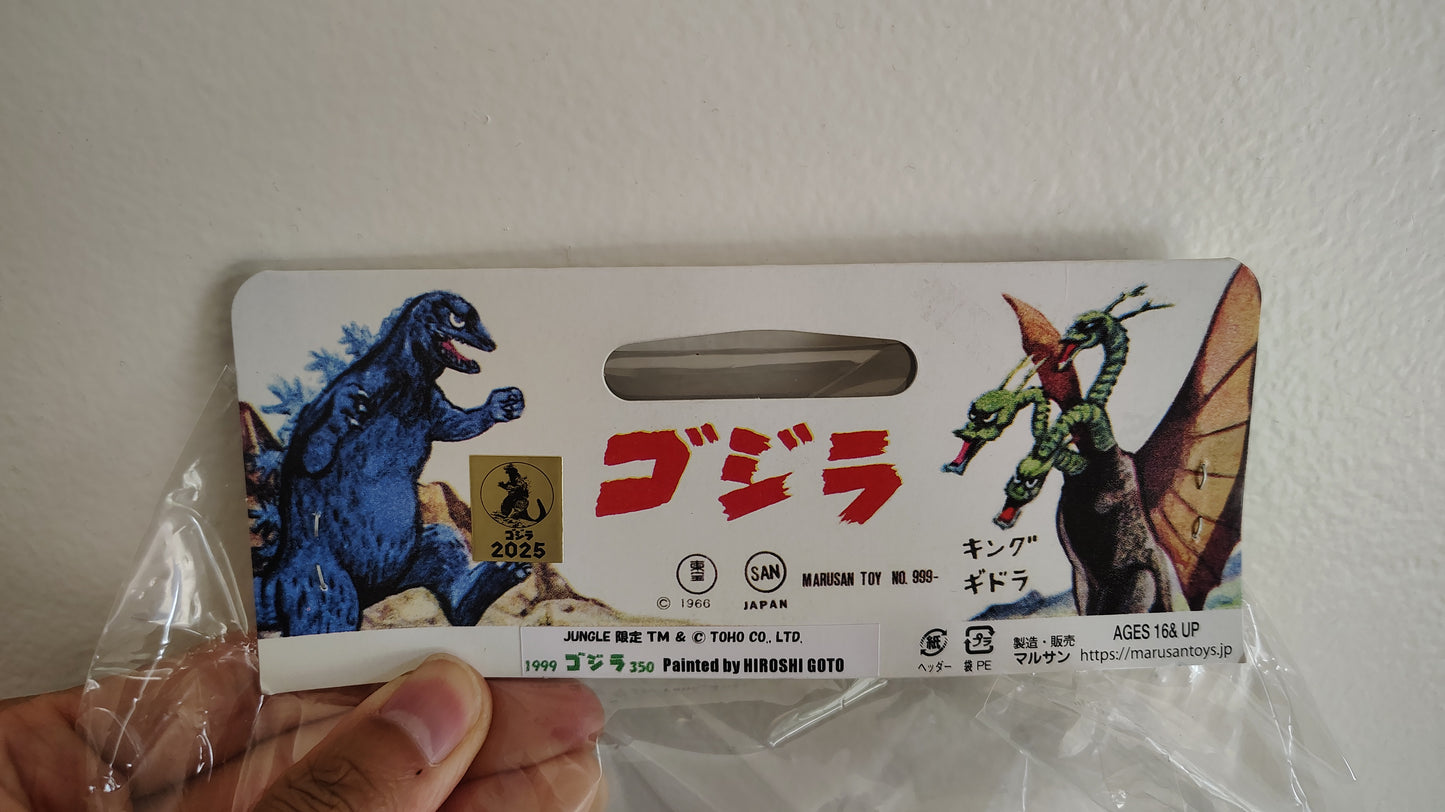 ゴジラ
ゴジラ
2025
東宝
© 1966
SAN
JAPAN
MARUSAN TOY NO. 999-
キング
ギドラ
JUNGLE 限定 TM & © TOHO CO., LTD.
1999 ゴジラ 350 Painted by HIROSHI GOTO
紙
ヘッダー
プラ
袋 PE
製造・販売
マルサン
AGES 16& UP
https://marusantoys.jp